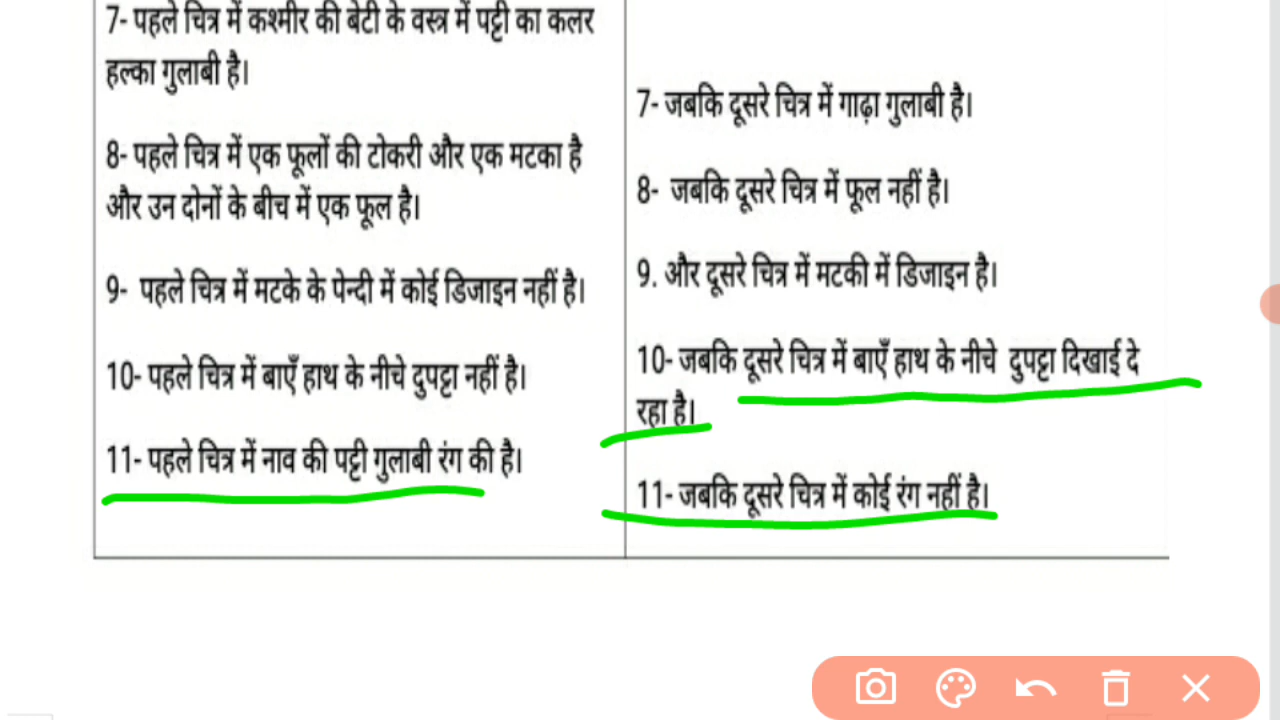 7- पहले चित्र में कश्मीर की बेटी के वस्त्र में पट्टी का कलर
हल्का गुलाबी है।
8- पहले चित्र में एक फूलों की टोकरी और एक मटका है
और उन दोनों के बीच में एक फूल है।
9- पहले चित्र में मटके के पेन्दी में कोई डिजाइन नहीं है।
10- पहले चित्र में बाएँ हाथ के नीचे दुपट्टा नहीं है।
11- पहले चित्र में नाव की पट्टी गुलाबी रंग की है।
7- जबकि दूसरे चित्र में गाढ़ा गुलाबी है।
8- जबकि दूसरे चित्र में फूल नहीं है।
9. और दूसरे चित्र में मटकी में डिजाइन है।
10- जबकि दूसरे चित्र में बाएँ हाथ के नीचे दुपट्टा दिखाई दे
रहा है।
11- जबकि दूसरे चित्र में कोई रंग नहीं है।